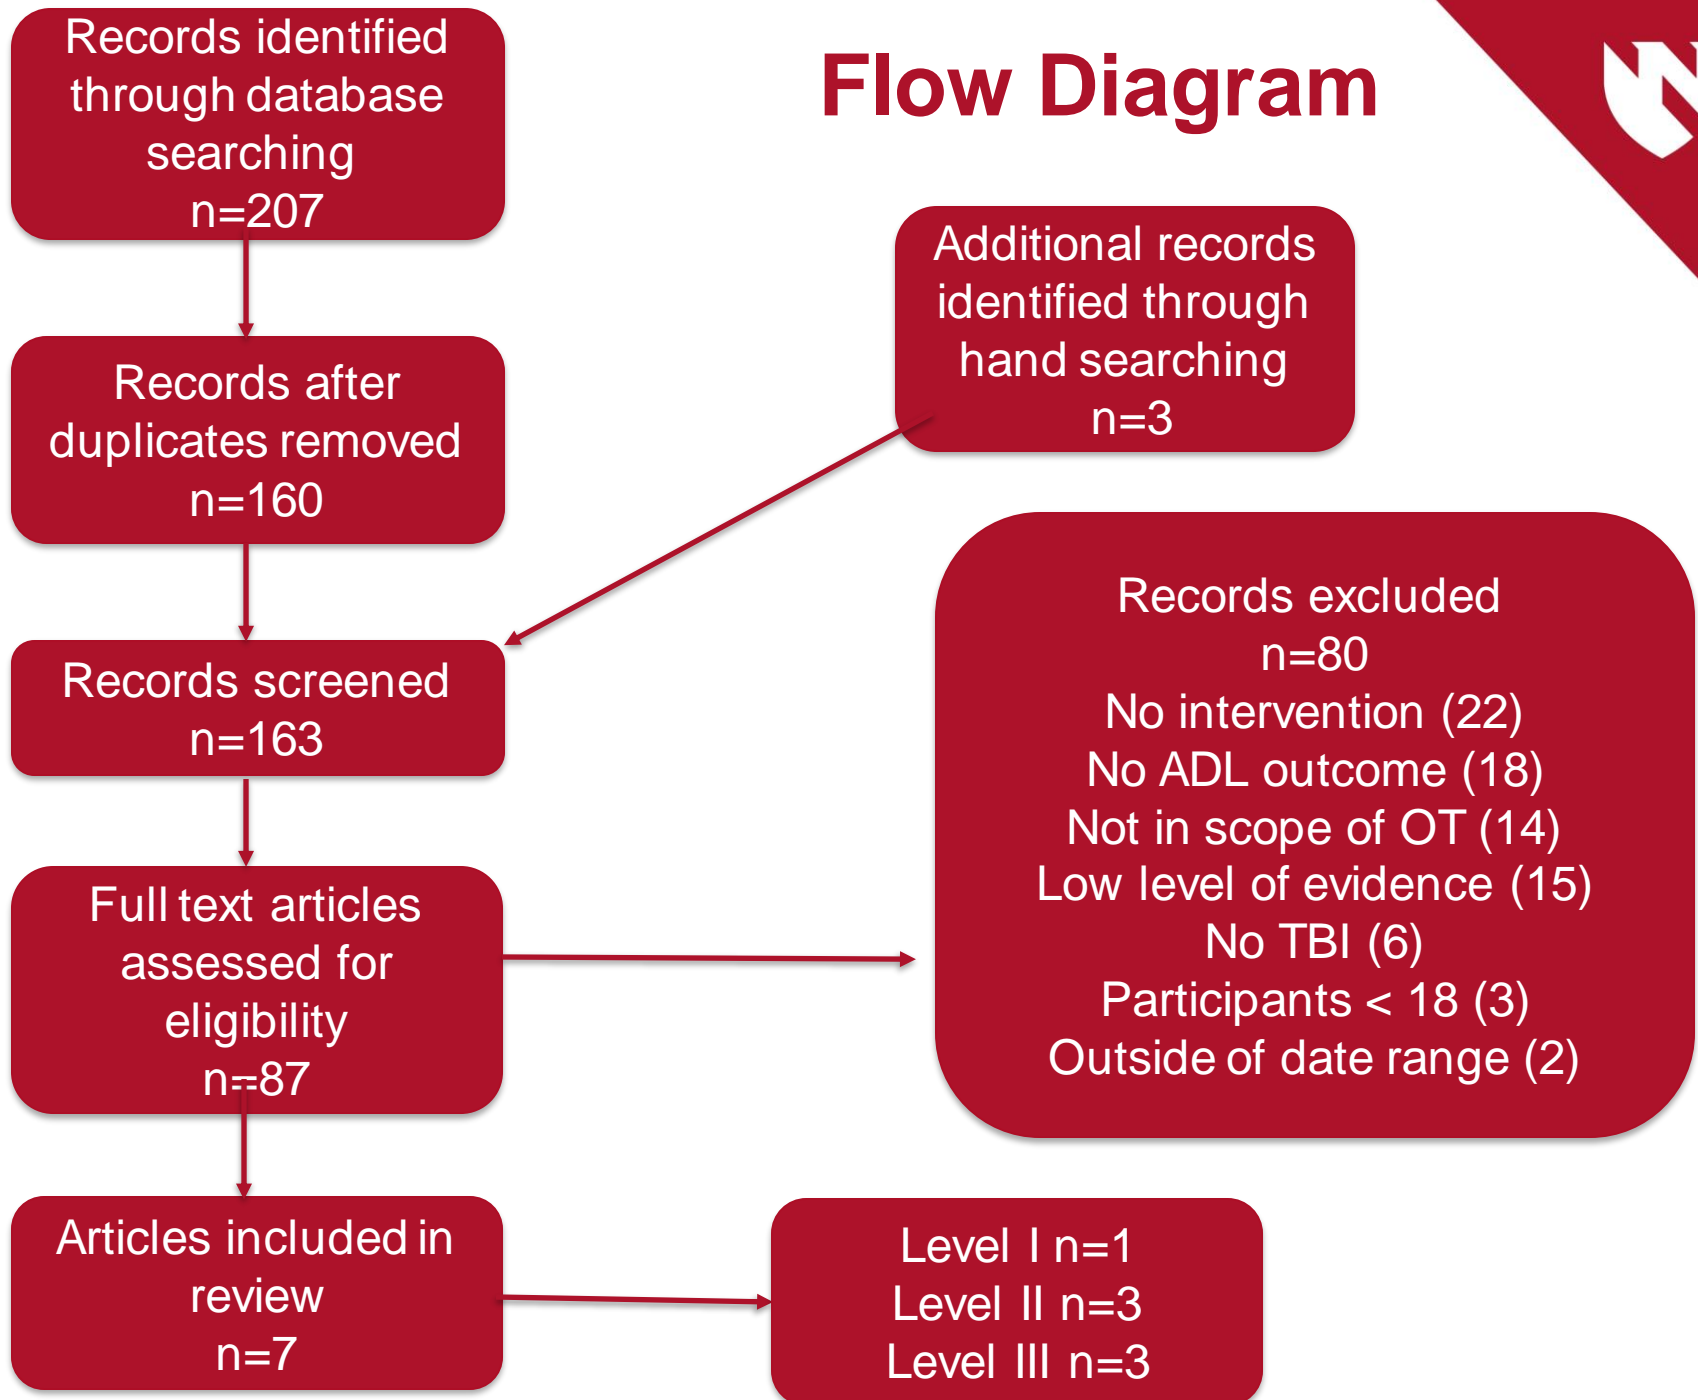 Flow Diagram
Records identified
through database
searching
n=207
Additional records
identified through
hand searching
n=3
Records after
duplicates removed
n=160
Records screened
n=163
Full text articles
assessed for
eligibility
n=87
Records excluded
n=80
No intervention (22)
No ADL outcome (18)
Not in scope of OT (14)
Low level of evidence (15)
No TBI (6)
Participants < 18 (3)
Outside of date range (2)
Articles included in
review
n=7
Level I n=1
Level II n=3
Level III n=3